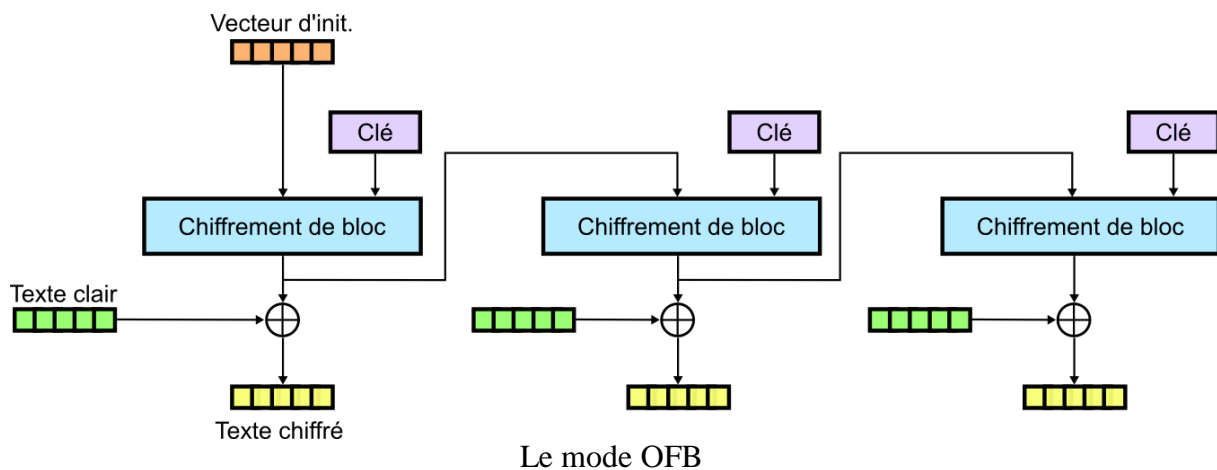 Vecteur d'init.
Clé
Clé
Clé
Chiffrement de bloc
Chiffrement de bloc
Chiffrement de bloc
Texte clair
Texte chiffré
Le mode OFB